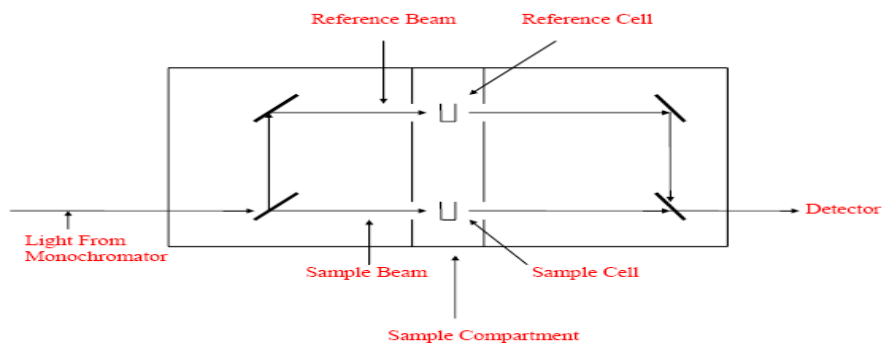 Reference Beam
Reference Cell
Detector
Light From
Monochromator
Sample Beam
Sample Cell
Sample Compartment